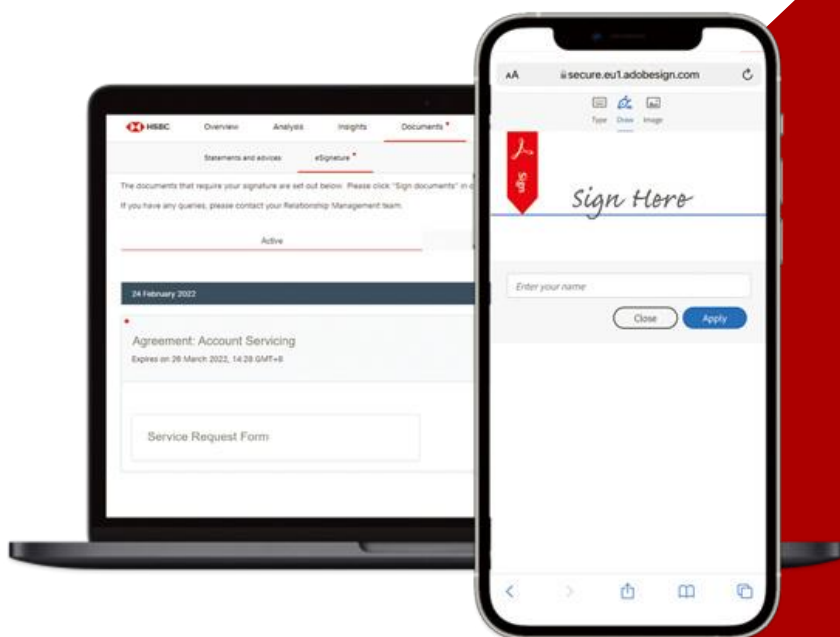 HSBC
Overview Analysis Insights Documents
Statements and advices eSignature
The documents that require your signature are set out below. Please click "Sign documents" in
If you have any queries, please contact your Relationship Management team.
Active
24 February 2022
Agreement: Account Servicing
Expires on 26 March 2022, 14:28 GMT+8
Service Request Form
AA secure.eu1.adobesign.com
Type Draw Image
Sign
Sign Here
Enter your name
Close Apply